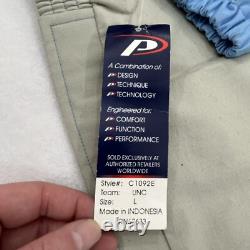 P
A Combination of:
DESIGN
TECHNIQUE
TECHNOLOGY
Engineered for:
COMFORT
FUNCTION
PERFORMANCE
SOLD EXCLUSIVELY AT
AUTHORIZED RETAILERS
WORLDWIDE
Style#: C1092E
Team: UNC
Size: L
Made in INDONESIA